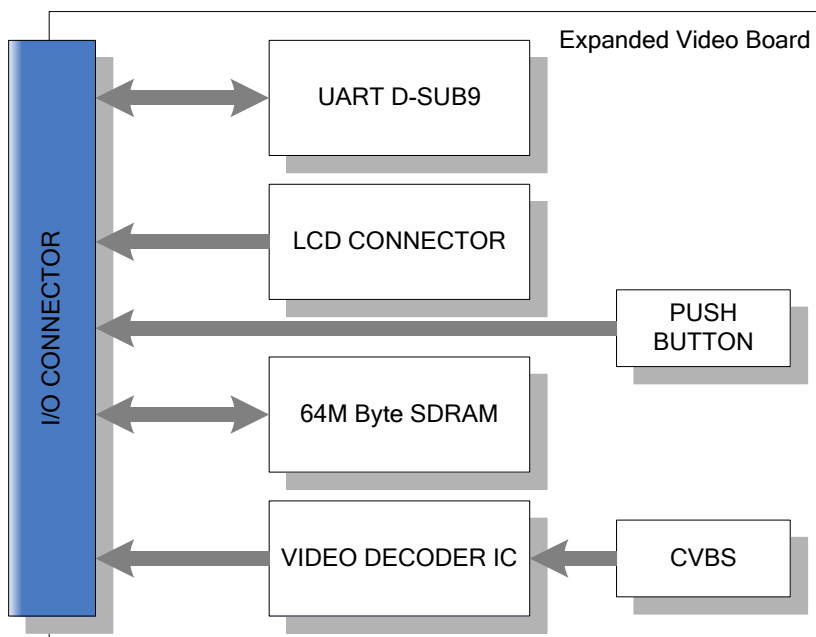 Expanded Video Board
UART D-SUB9
LCD CONNECTOR
I/O CONNECTOR
PUSH
BUTTON
64M Byte SDRAM
VIDEO DECODER IC
CVBS